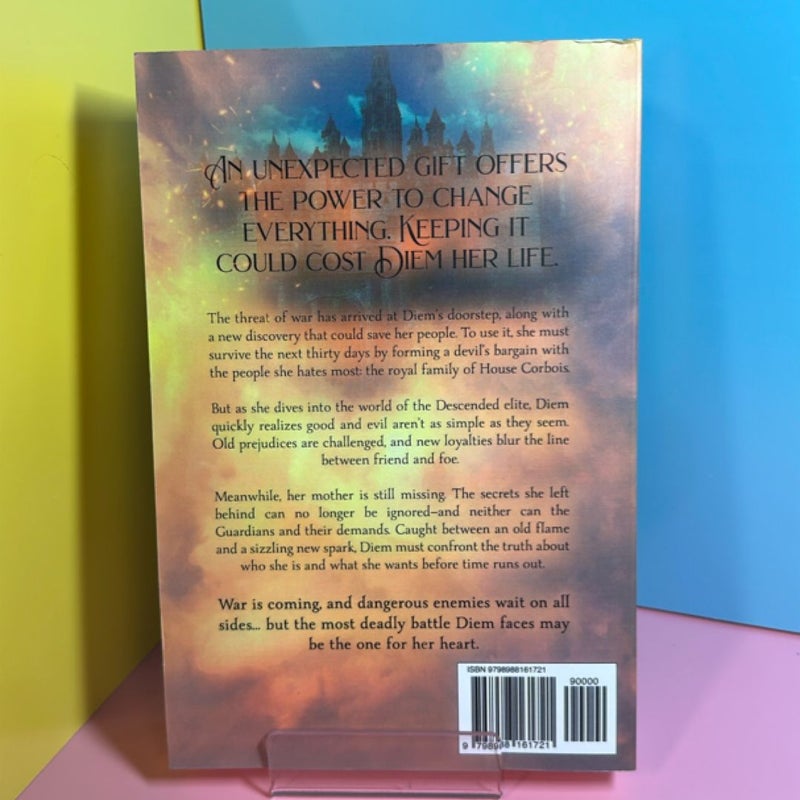 AN UNEXPECTED GIFT OFFERS
THE POWER TO CHANGE
EVERYTHING. KEEPING IT
COULD COST DIEM HER LIFE.
The threat of war has arrived at Diem's doorstep, along with
a new discovery that could save her people. To use it, she must
survive the next thirty days by forming a devil's bargain with
the people she hates most: the royal family of House Corbois.
But as she dives into the world of the Descended elite, Diem
quickly realizes good and evil aren't as simple as they seem.
Old prejudices are challenged, and new loyalties blur the line
between friend and foe.
Meanwhile, her mother is still missing. The secrets she left
behind can no longer be ignored—and neither can the
Guardians and their demands. Caught between an old flame
and a sizzling new spark, Diem must confront the truth about
who she is and what she wants before time runs out.
War is coming, and dangerous enemies wait on all
sides... but the most deadly battle Diem faces may
be the one for her heart.
ISBN 9798988161721
90000
9 798988 161721